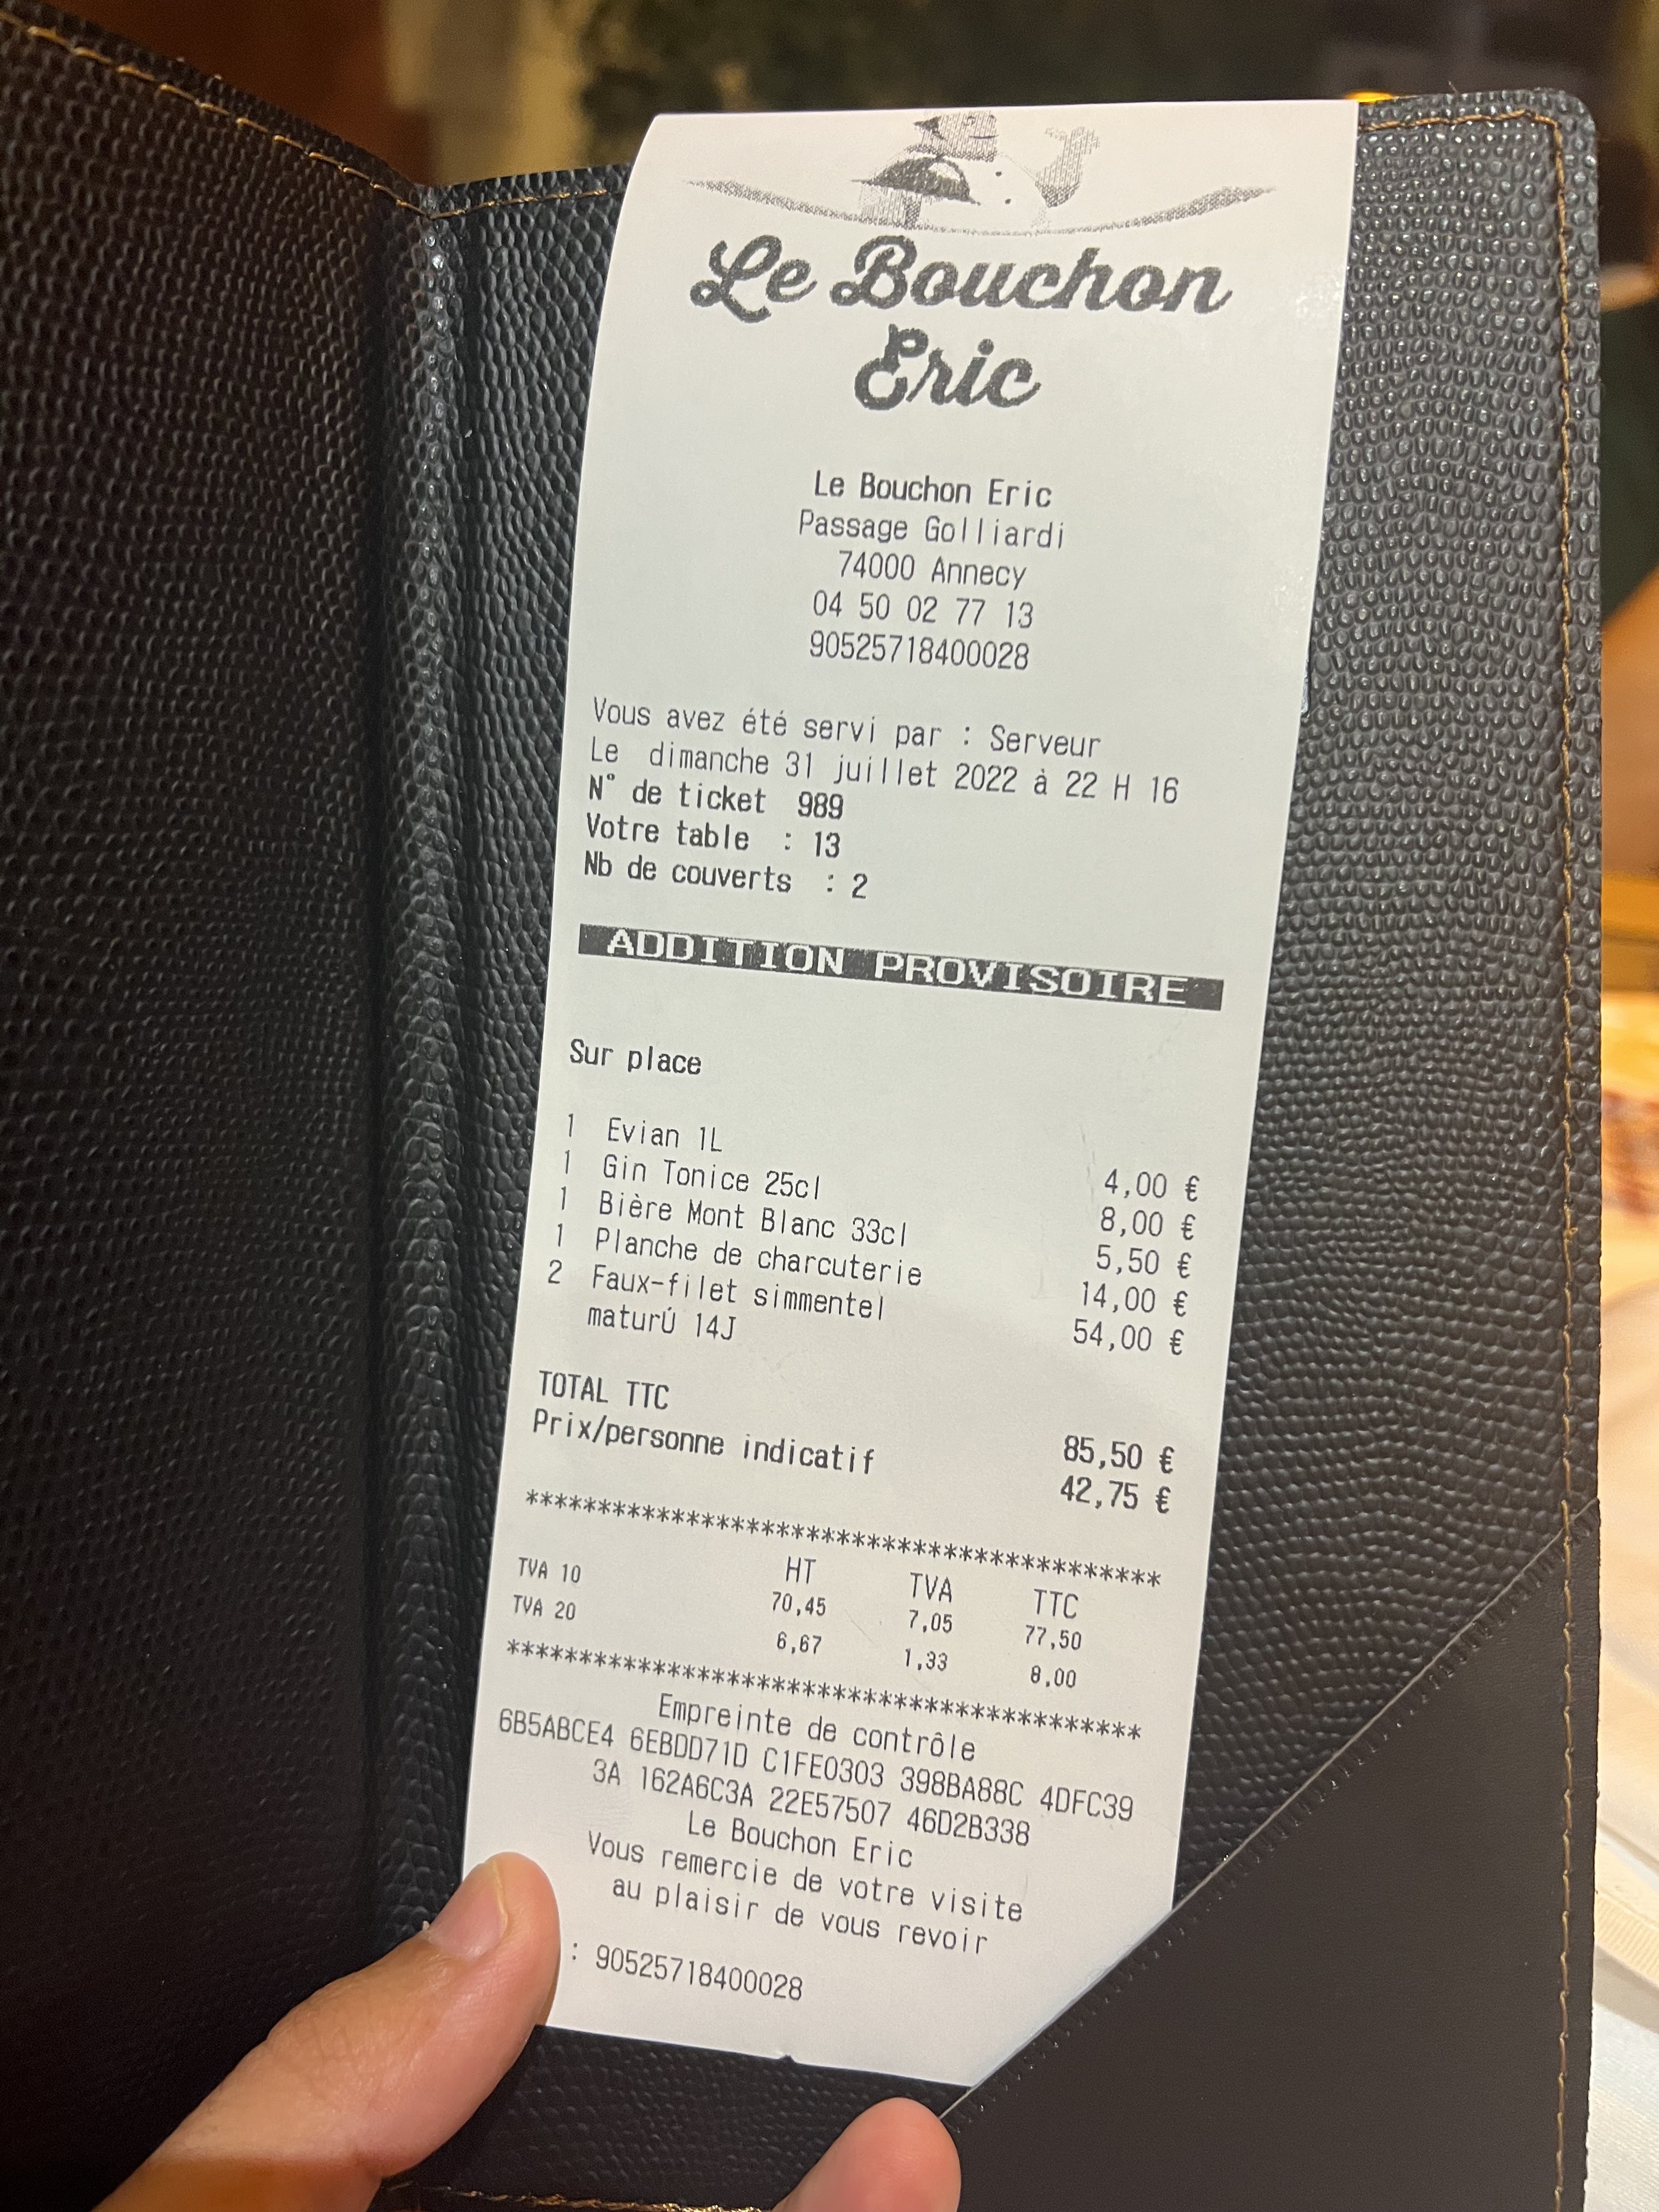 Le Bouchon
Eric
Le Bouchon Eric
Passage Golliardi
74000 Annecy
04 50 02 77 13
90525718400028
Vous avez été servi par : Serveur
Le dimanche 31 juillet 2022 à 22 H 16
N° de ticket 989
Votre table : 13
Nb de couverts : 2
ADDITION PROVISOIRE
Sur place
1 Evian 1L 4,00 €
1 Gin Tonice 25cl 8,00 €
1 Bière Mont Blanc 33cl 5,50 €
1 Planche de charcuterie 14,00 €
2 Faux-filet simmentel 54,00 €
maturÚ 14J
TOTAL TTC 85,50 €
Prix/personne indicatif 42,75 €
********************************************
HT TVA TTC
TVA 10 70,45 7,05 77,50
TVA 20 6,67 1,33 8,00
********************************************
Empreinte de contrôle
6B5ABCE4 6EBDD71D C1FE0303 398BA88C 4DFC39
3A 162A6C3A 22E57507 46D2B338
Le Bouchon Eric
Vous remercie de votre visite
au plaisir de vous revoir
: 90525718400028